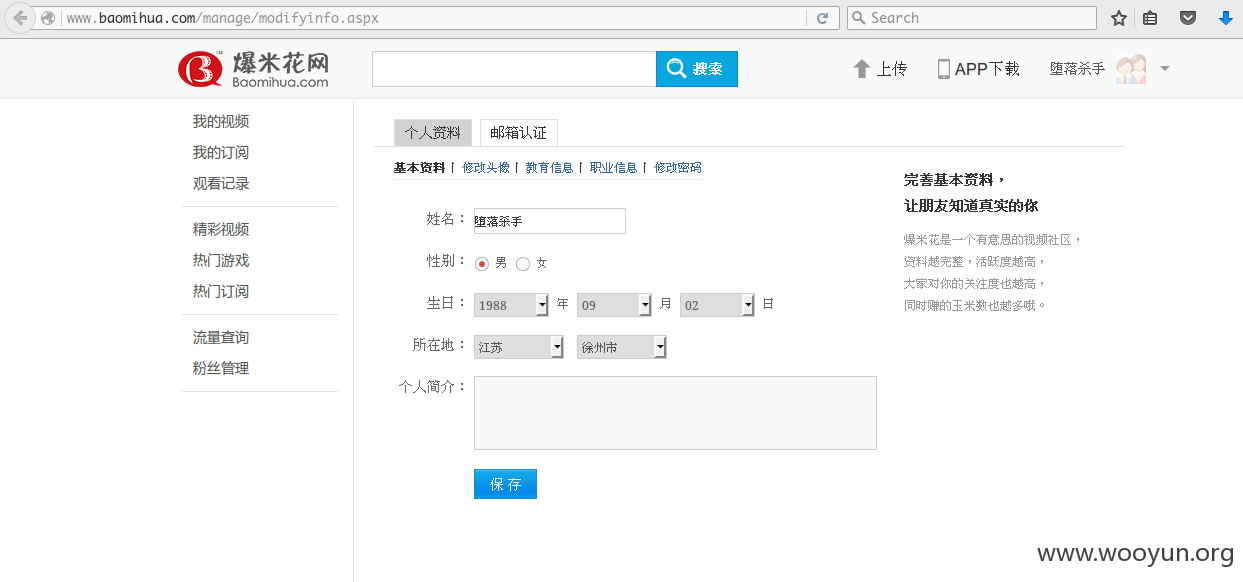 www.baomihua.com/manage/modifyinfo.aspx
Search
爆米花网
Baomihua.com
TM
搜索
上传
APP下载
堕落杀手
我的视频
我的订阅
观看记录
精彩视频
热门游戏
热门订阅
流量查询
粉丝管理
个人资料
邮箱认证
基本资料 | 修改头像 | 教育信息 | 职业信息 | 修改密码
姓名：
堕落杀手
性别：
男
女
生日：
1988 年 09 月 02 日
所在地：
江苏 徐州市
个人简介：
保存
完善基本资料，
让朋友知道真实的你
爆米花是一个有意思的视频社区，
资料越完整，活跃度越高，
大家对你的关注度也越高，
同时赚的玉米数也越多哦。
www.wooyun.org